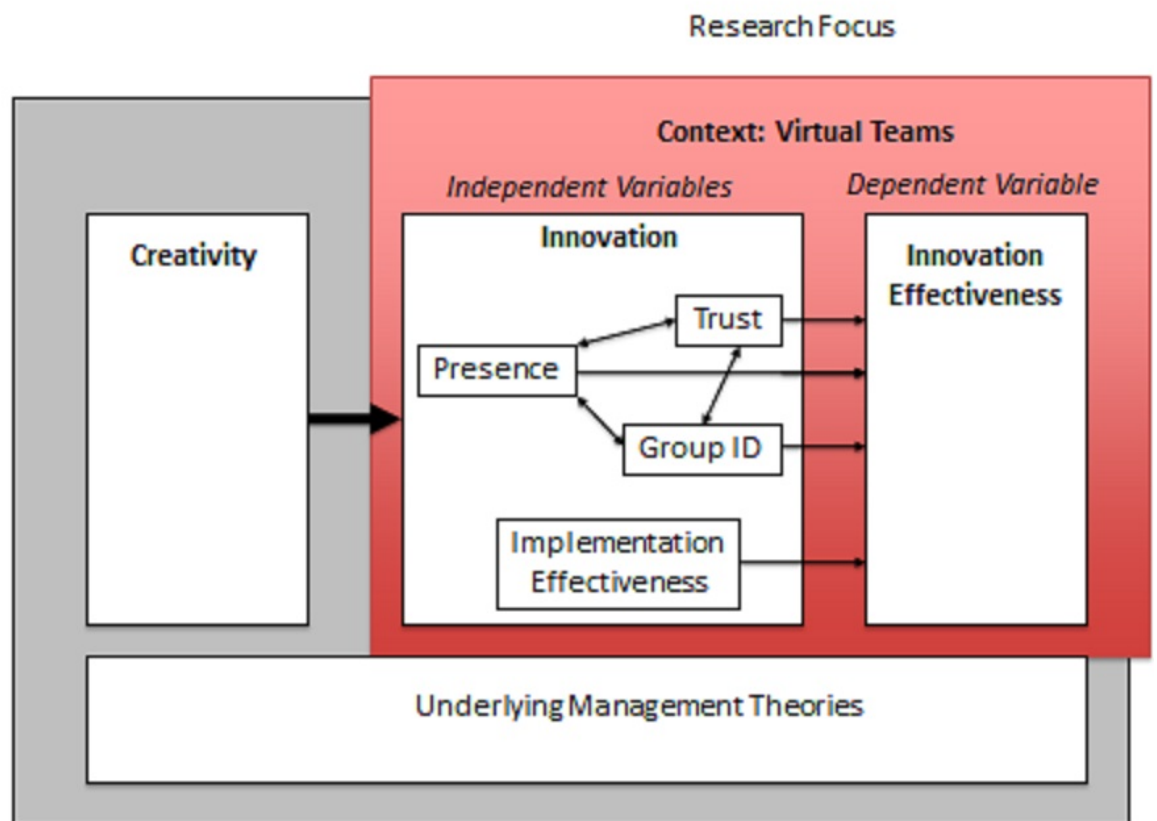 Research Focus
Context: Virtual Teams
Independent Variables
Dependent Variable
Creativity
Innovation
Trust
Presence
Group ID
Implementation
Effectiveness
Innovation
Effectiveness
Underlying Management Theories